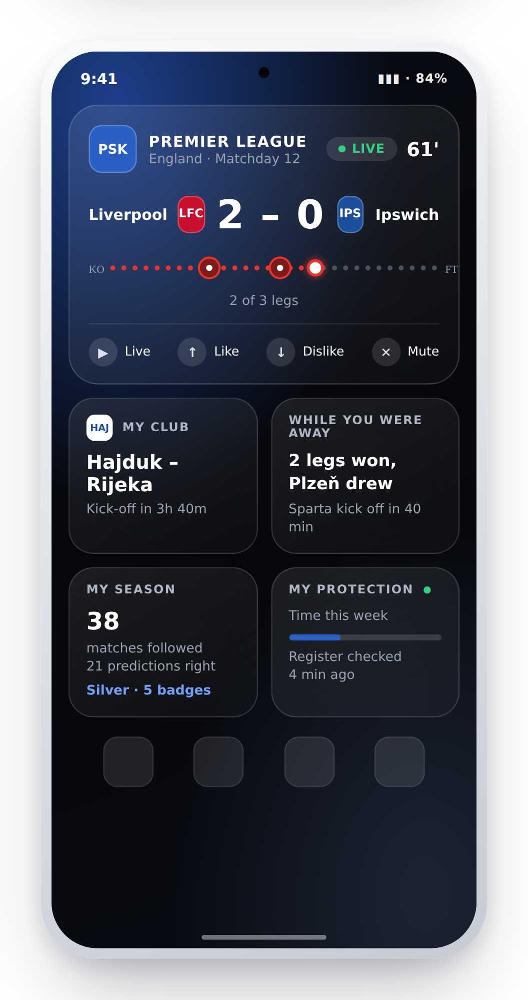 9:41
84%
PSK
PREMIER LEAGUE
England · Matchday 12
LIVE
61'
Liverpool LFC 2 – 0 IPS Ipswich
KO
FT
2 of 3 legs
Live
Like
Dislike
Mute
HAJ MY CLUB
Hajduk –
Rijeka
Kick-off in 3h 40m
WHILE YOU WERE
AWAY
2 legs won,
Plzeň drew
Sparta kick off in 40
min
MY SEASON
38
matches followed
21 predictions right
Silver · 5 badges
MY PROTECTION
Time this week
Register checked
4 min ago